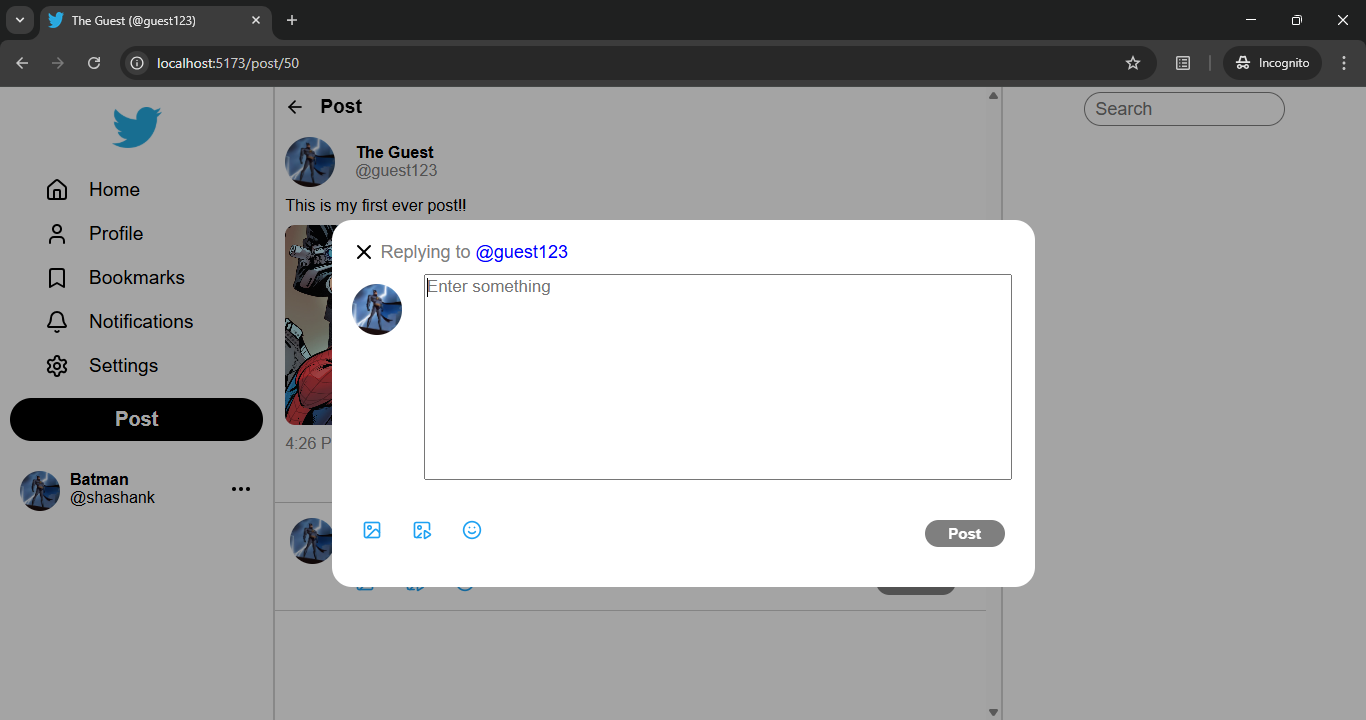 The Guest (@guest123)
localhost:5173/post/50
Incognito
Home
Profile
Bookmarks
Notifications
Settings
Post
Batman
@shashank
Post
The Guest
@guest123
This is my first ever post!!
4:26 P
Replying to @guest123
Enter something
Post
Search